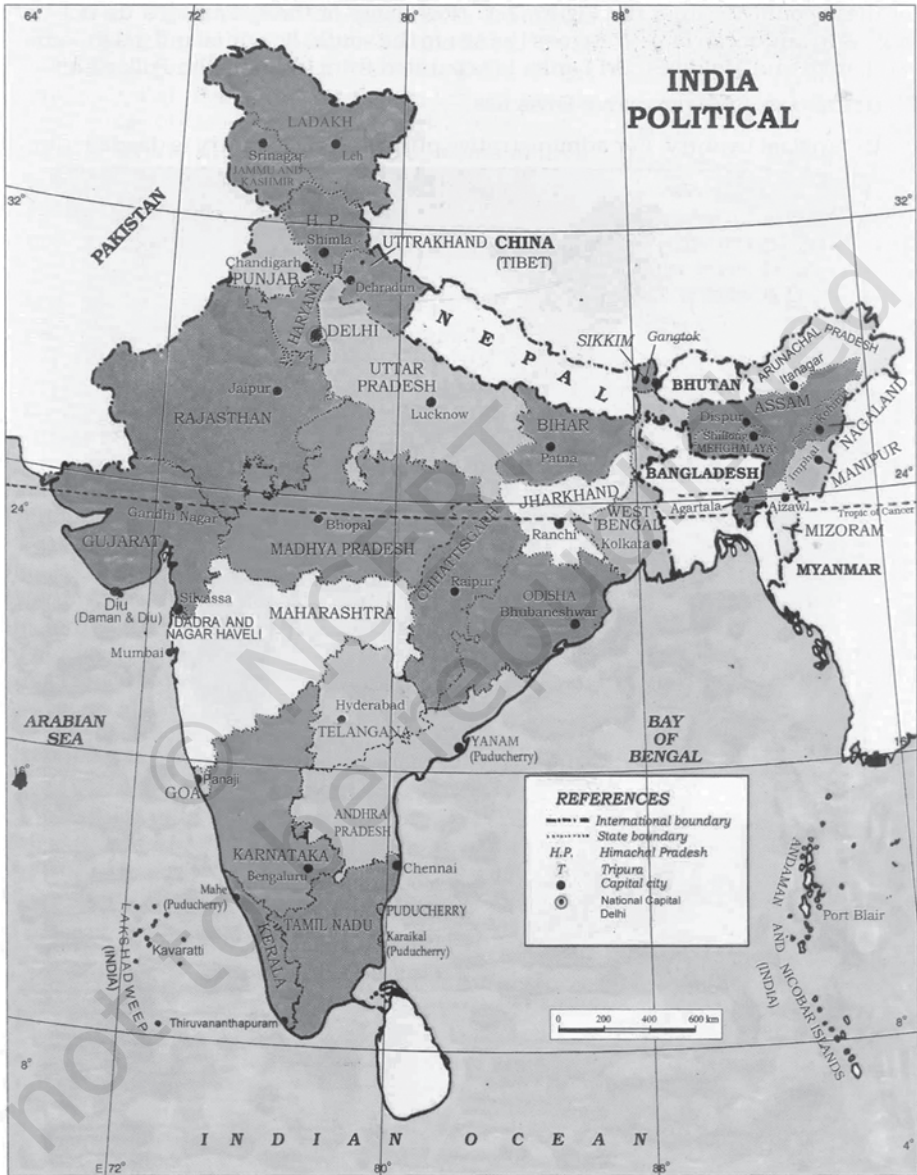 64°
72°
80°
88°
96°
INDIA
POLITICAL
LADAKH
Srinagar
Leh
JAMMU AND
KASHMIR
32°
32°
PAKISTAN
H. P.
Shimla
UTTRAKHAND
CHINA
(TIBET)
Chandigarh
PUNJAB
D
Dehradun
HARYANA
DELHI
NEPAL
SIKKIM
Gangtok
ARUNACHAL PRADESH
Itanagar
BHUTAN
UTTAR
PRADESH
Jaipur
RAJASTHAN
Lucknow
ASSAM
Dispur
NAGALAND
BIHAR
Patna
Shillong
MEHGHALAYA
Imphal
MANIPUR
BANGLADESH
24°
24°
JHARKHAND
Gandhi Nagar
Bhopal
WEST
BENGAL
Agartala
T
Aizawl
Tropic of Cancer
GUJARAT
MADHYA PRADESH
CHHATTISGARH
Ranchi
Kolkata
MIZORAM
MYANMAR
Raipur
ODISHA
Bhubaneshwar
Silvassa
Diu
(Daman & Diu)
DADRA AND
NAGAR HAVELI
MAHARASHTRA
Mumbai
Hyderabad
TELANGANA
ARABIAN
SEA
BAY
OF
BENGAL
YANAM
(Puducherry)
16°
16°
Panaji
GOA
ANDHRA
PRADESH
REFERENCES
International boundary
State boundary
H.P. Himachal Pradesh
T Tripura
Capital city
National Capital
Delhi
KARNATAKA
Bengaluru
Chennai
Mahe
(Puducherry)
PUDUCHERRY
TAMIL NADU
Karaikal
(Puducherry)
KERALA
LAKSHADWEEP
(INDIA)
Kavaratti
Thiruvananthapuram
ANDAMAN AND NICOBAR ISLANDS
(INDIA)
Port Blair
0 200 400 600 km
8°
8°
INDIAN OCEAN
E. 72°
80°
88°
4°
© NCERT
not to be republished